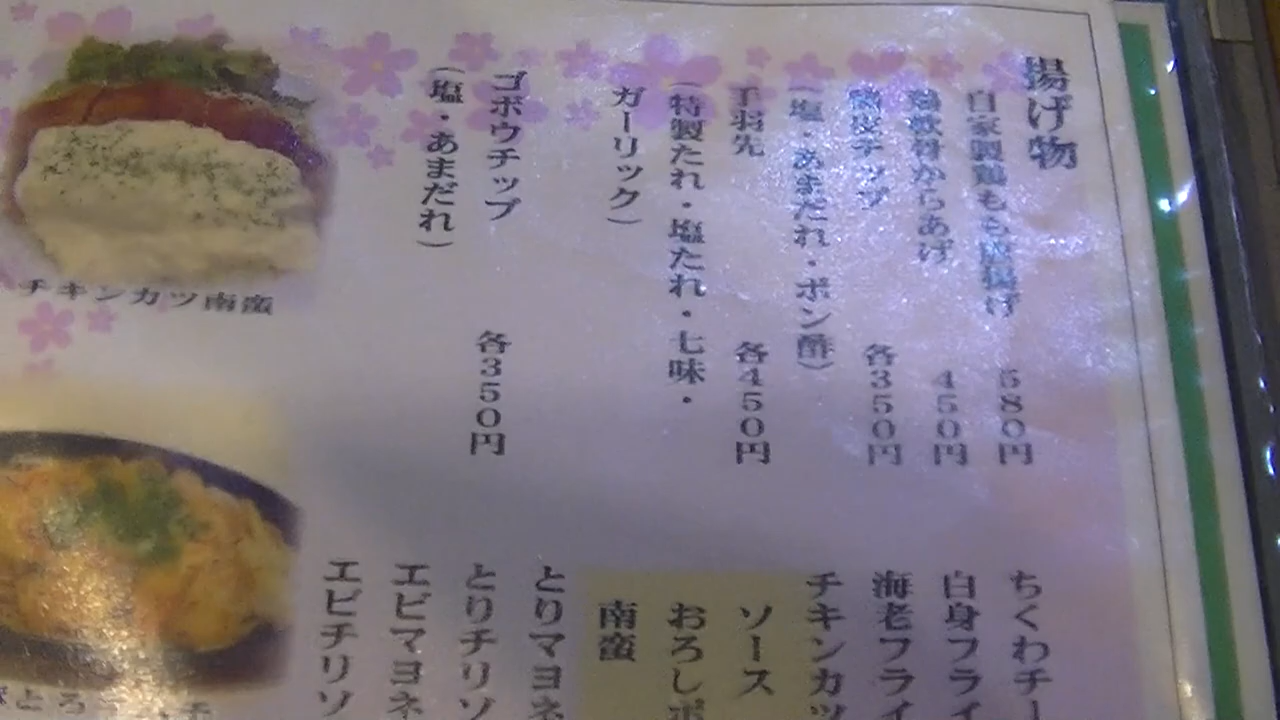 揚げ物
自家製鶏もも唐揚げ 580円
鶏軟骨からあげ 450円
鶏皮チップ 各350円
(塩・あまだれ・ポン酢)
手羽先 各450円
(特製たれ・塩たれ・七味・
ガーリック)
ゴボウチップ 各350円
(塩・あまだれ)
ちくわチー
白身フライ
海老フライ
チキンカツ
ソース
おろしポ
南蛮
とりマヨネ
とりチリソ
エビマヨネ
エビチリソ
チキンカツ南蛮